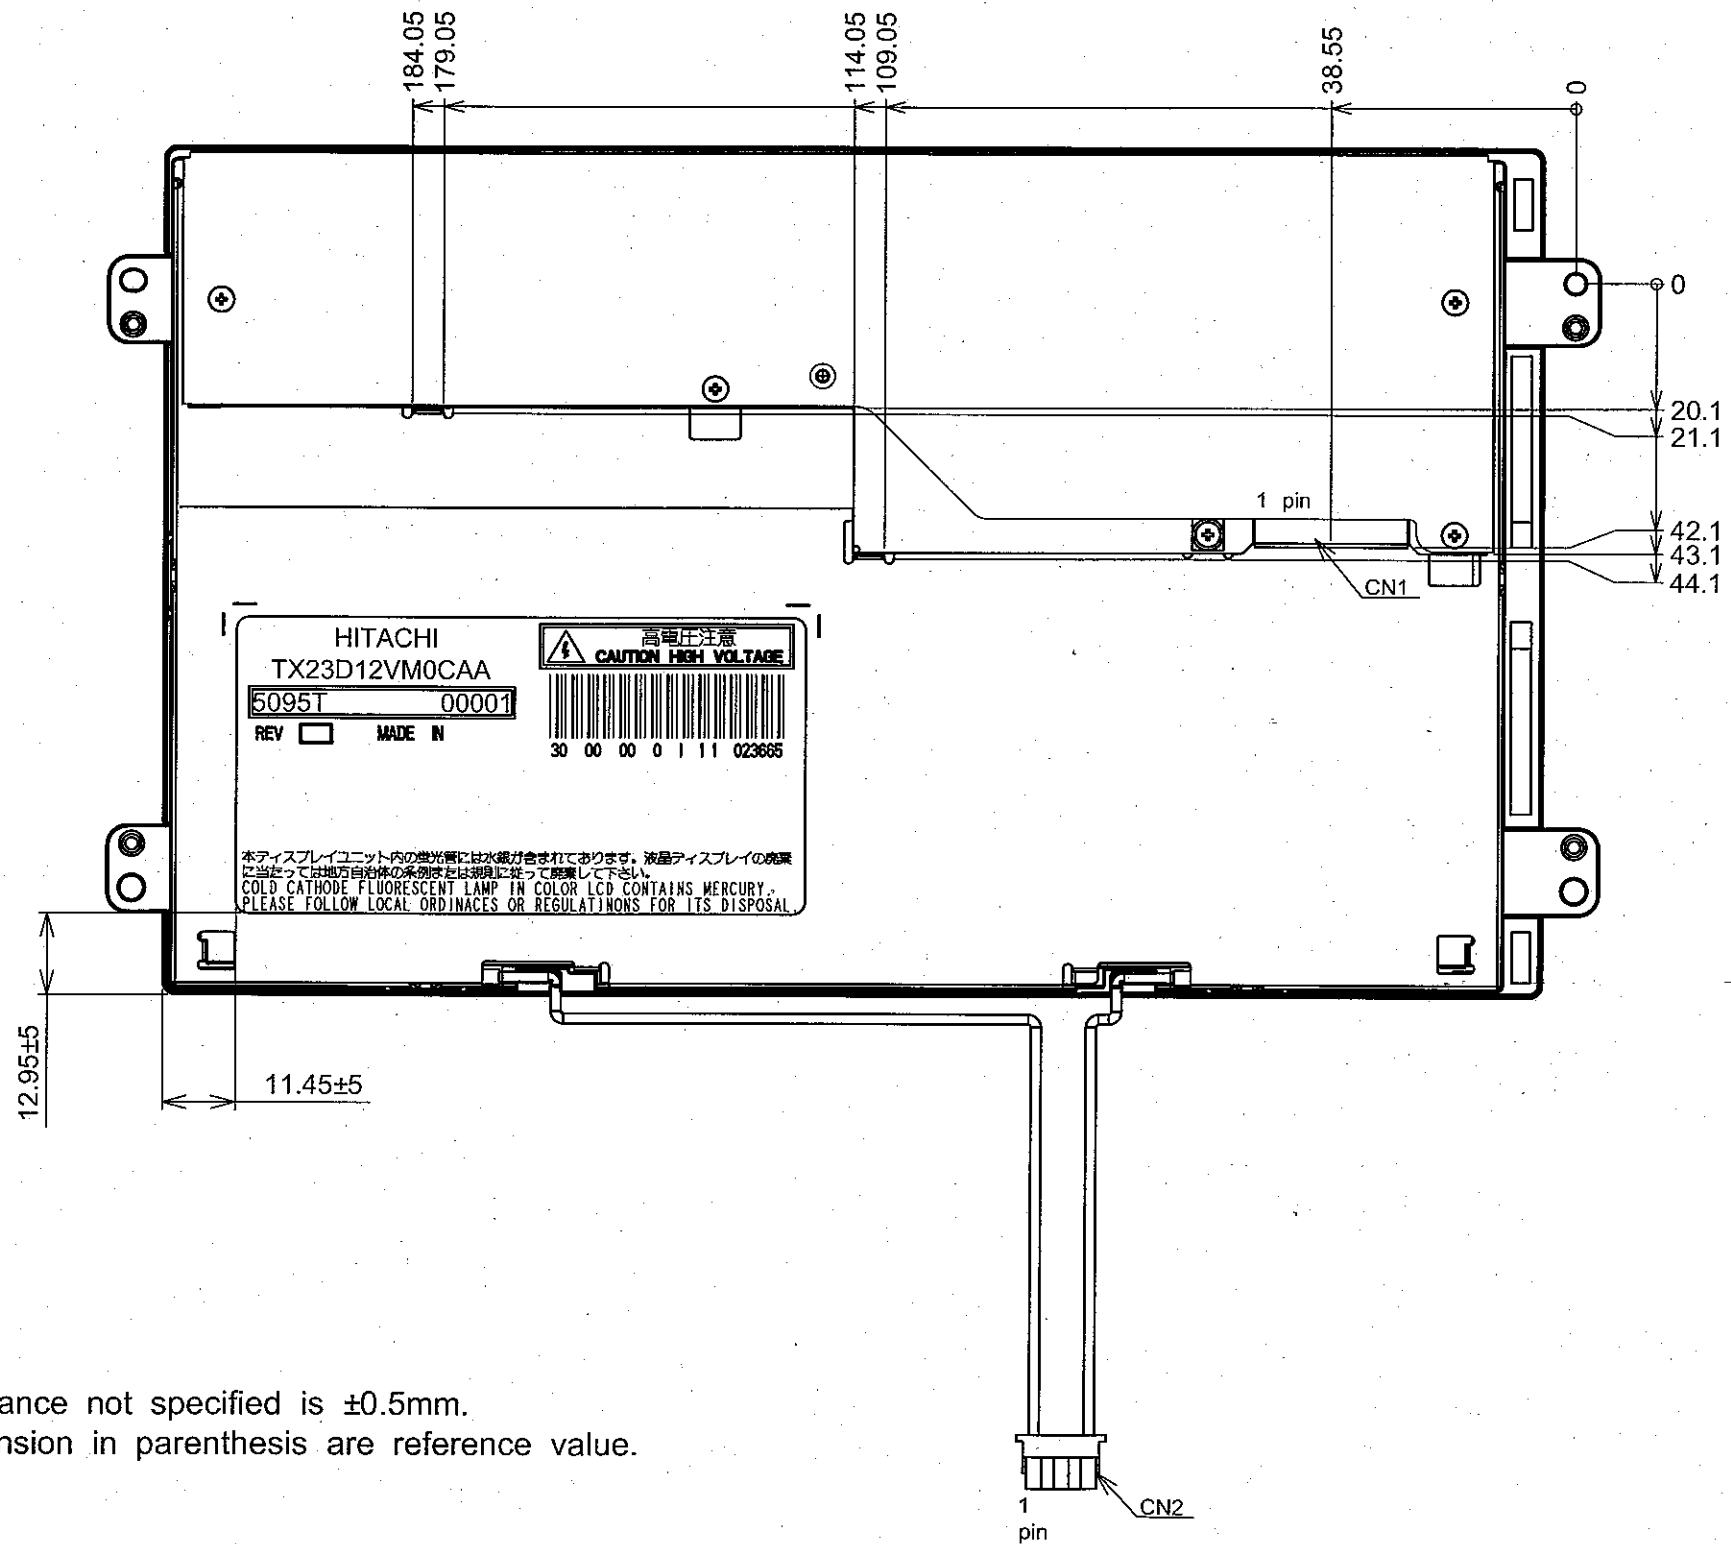 184.05
179.05
114.05
109.05
38.55
0
0
20.1
21.1
42.1
43.1
44.1
1 pin
CN1
HITACHI
TX23D12VM0CAA
5095T 00001
REV MADE IN
高電圧注意
CAUTION HIGH VOLTAGE
30 00 00 0 1 11 023665
本ディスプレイユニット内の蛍光管には水銀が含まれております。液晶ディスプレイの廃棄
に当たっては地方自治体の条例または規則に従って廃棄して下さい。
COLD CATHODE FLUORESCENT LAMP IN COLOR LCD CONTAINS MERCURY.
PLEASE FOLLOW LOCAL ORDINACES OR REGULATINONS FOR ITS DISPOSAL
12.95±5
11.45±5
ance not specified is ±0.5mm.
nsion in parenthesis are reference value.
1
pin
CN2